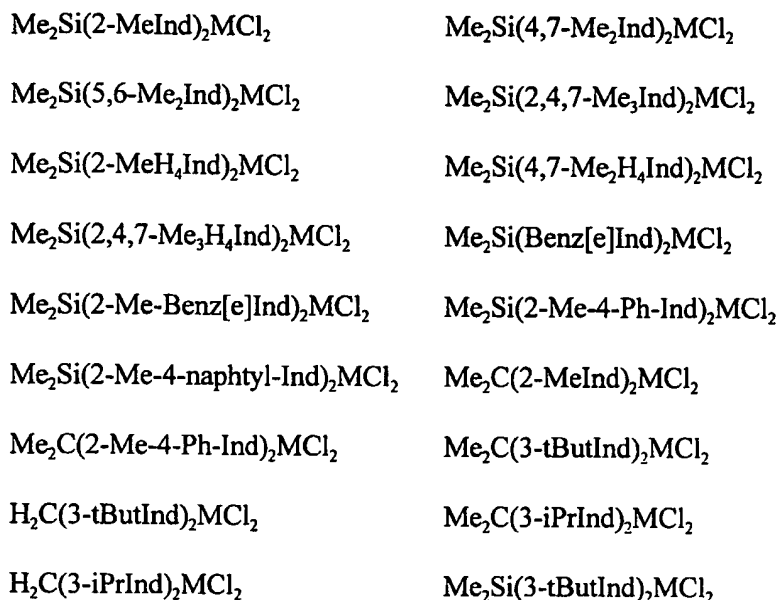 Me₂Si(2-MeInd)₂MCl₂ Me₂Si(4,7-Me₂Ind)₂MCl₂
Me₂Si(5,6-Me₂Ind)₂MCl₂ Me₂Si(2,4,7-Me₃Ind)₂MCl₂
Me₂Si(2-MeH₄Ind)₂MCl₂ Me₂Si(4,7-Me₂H₄Ind)₂MCl₂
Me₂Si(2,4,7-Me₃H₄Ind)₂MCl₂ Me₂Si(Benz[e]Ind)₂MCl₂
Me₂Si(2-Me-Benz[e]Ind)₂MCl₂ Me₂Si(2-Me-4-Ph-Ind)₂MCl₂
Me₂Si(2-Me-4-naphtyl-Ind)₂MCl₂ Me₂C(2-MeInd)₂MCl₂
Me₂C(2-Me-4-Ph-Ind)₂MCl₂ Me₂C(3-tButInd)₂MCl₂
H₂C(3-tButInd)₂MCl₂ Me₂C(3-iPrInd)₂MCl₂
H₂C(3-iPrInd)₂MCl₂ Me₂Si(3-tButInd)₂MCl₂